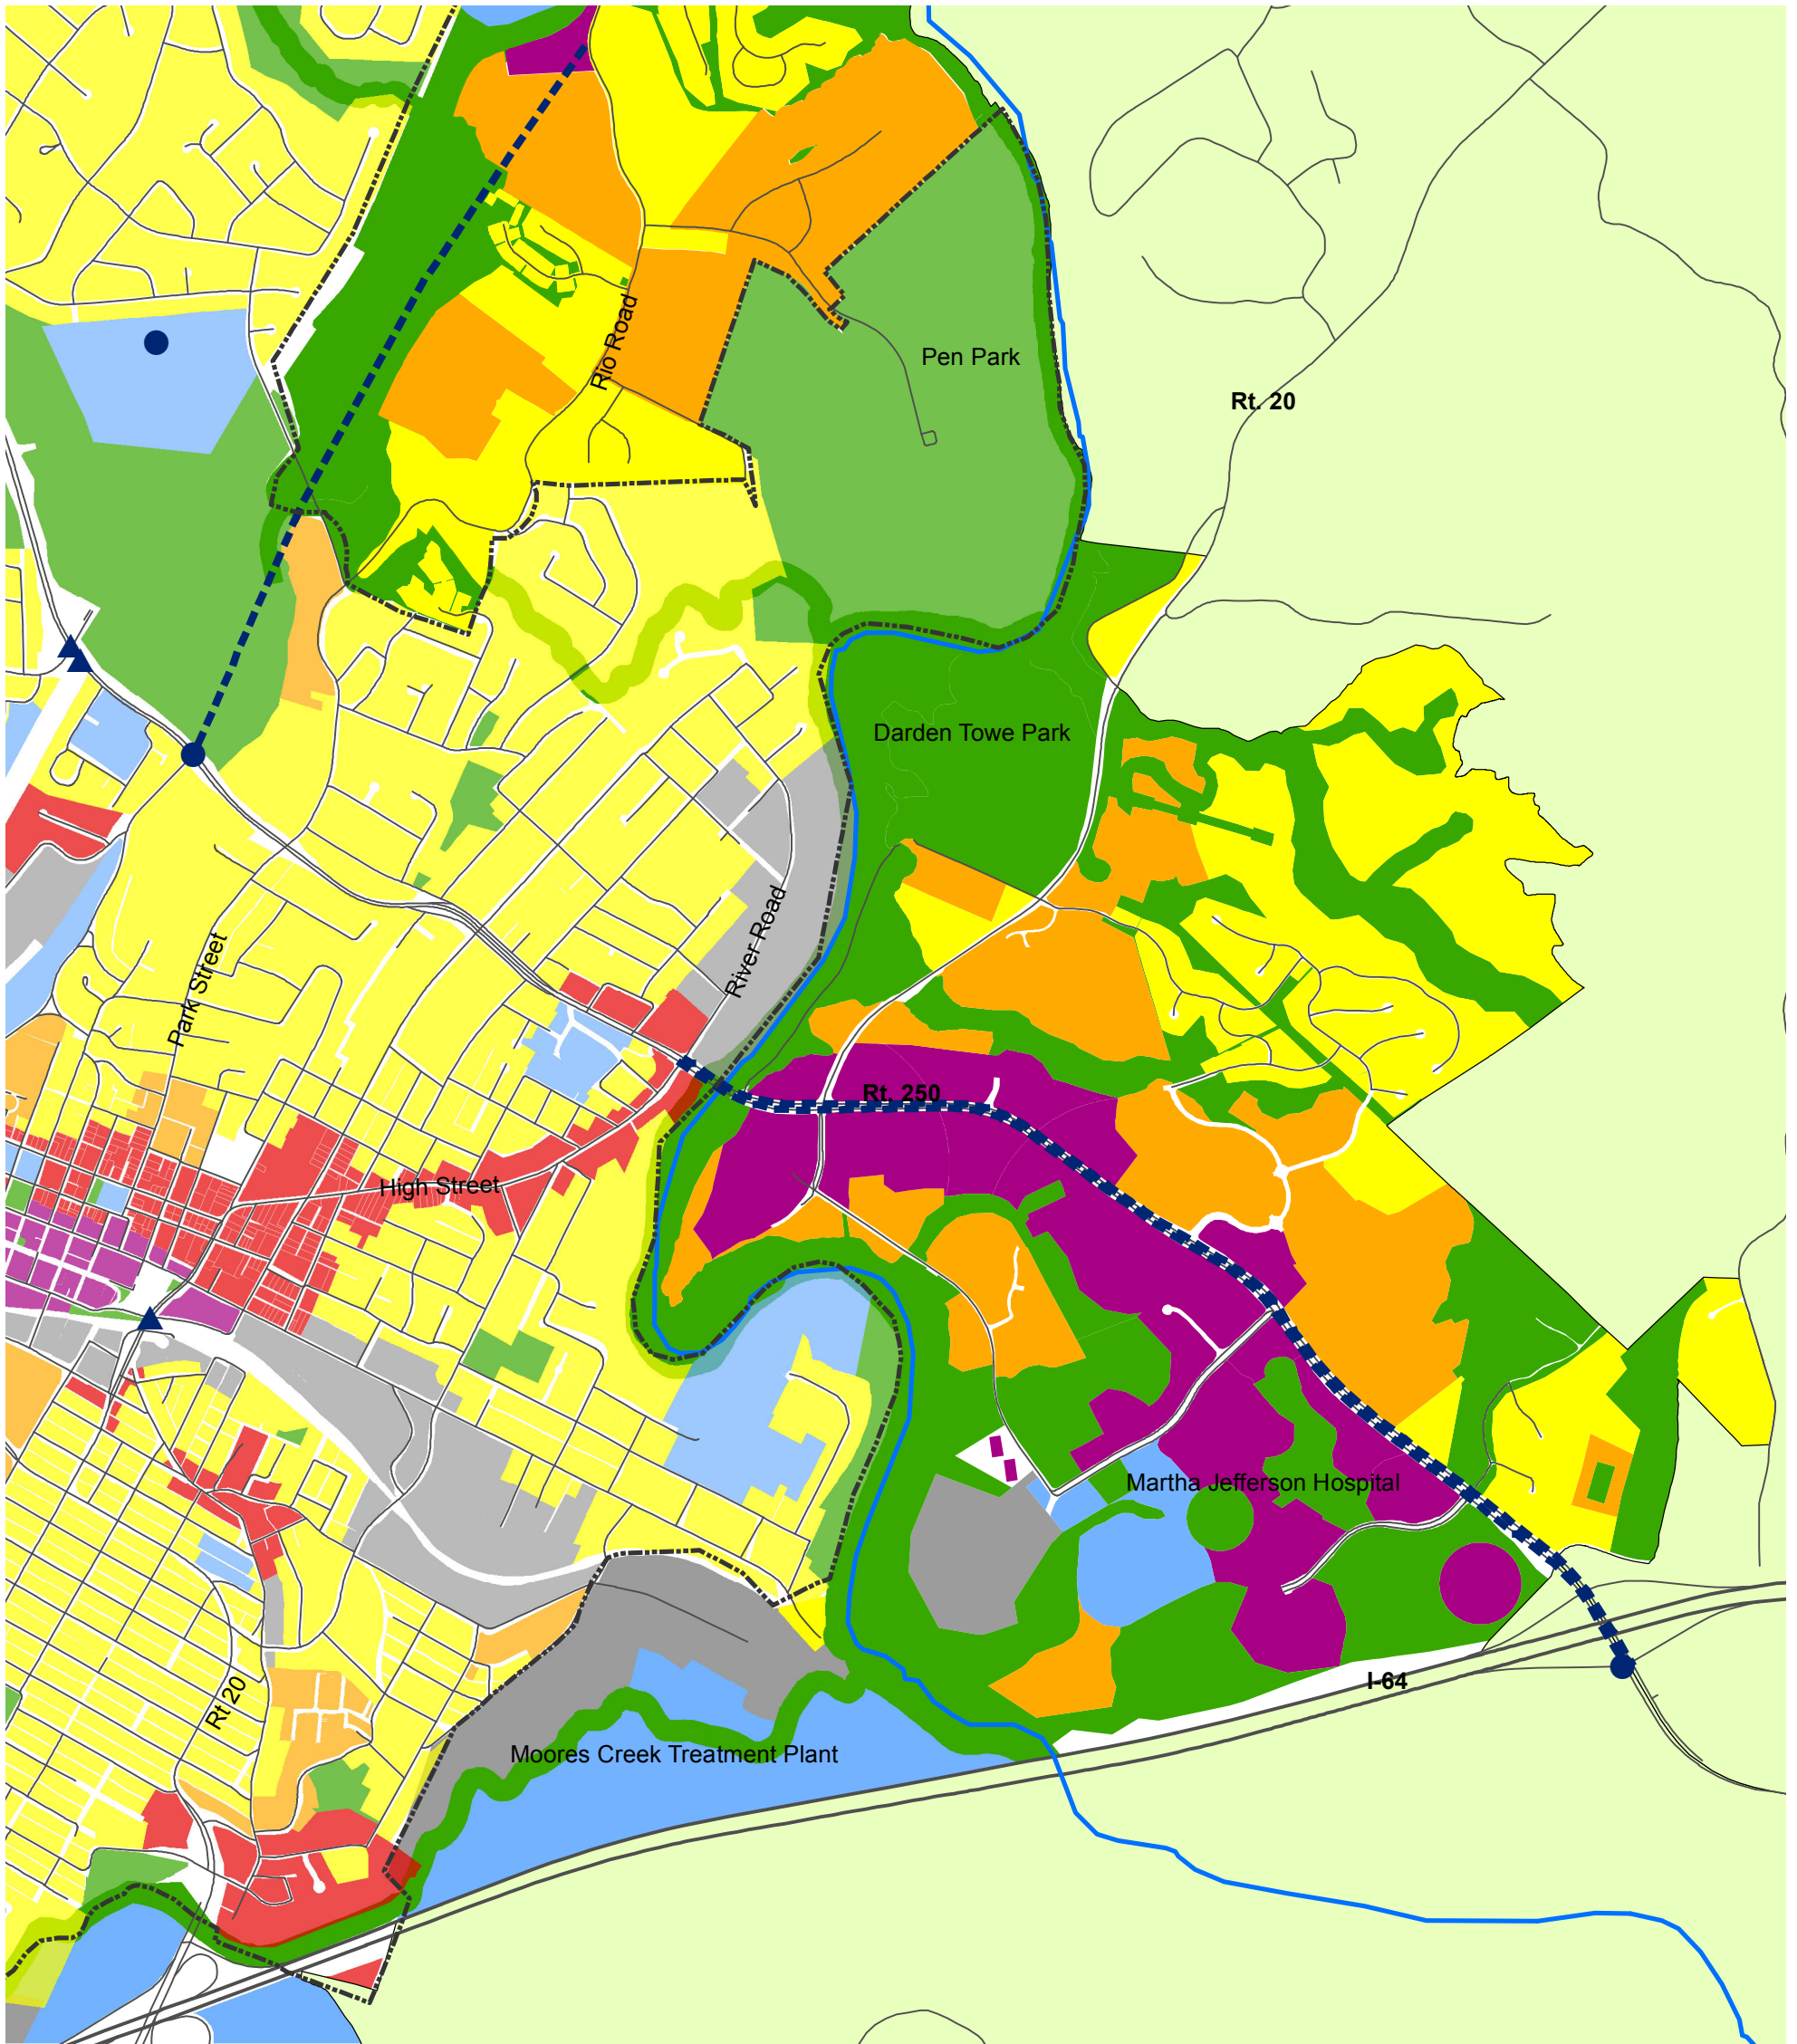 Rio Road
Pen Park
Rt. 20
Darden Towe Park
River Road
Park Street
Rt. 250
High Street
Martha Jefferson Hospital
I-64
Rt 20
Moores Creek Treatment Plant